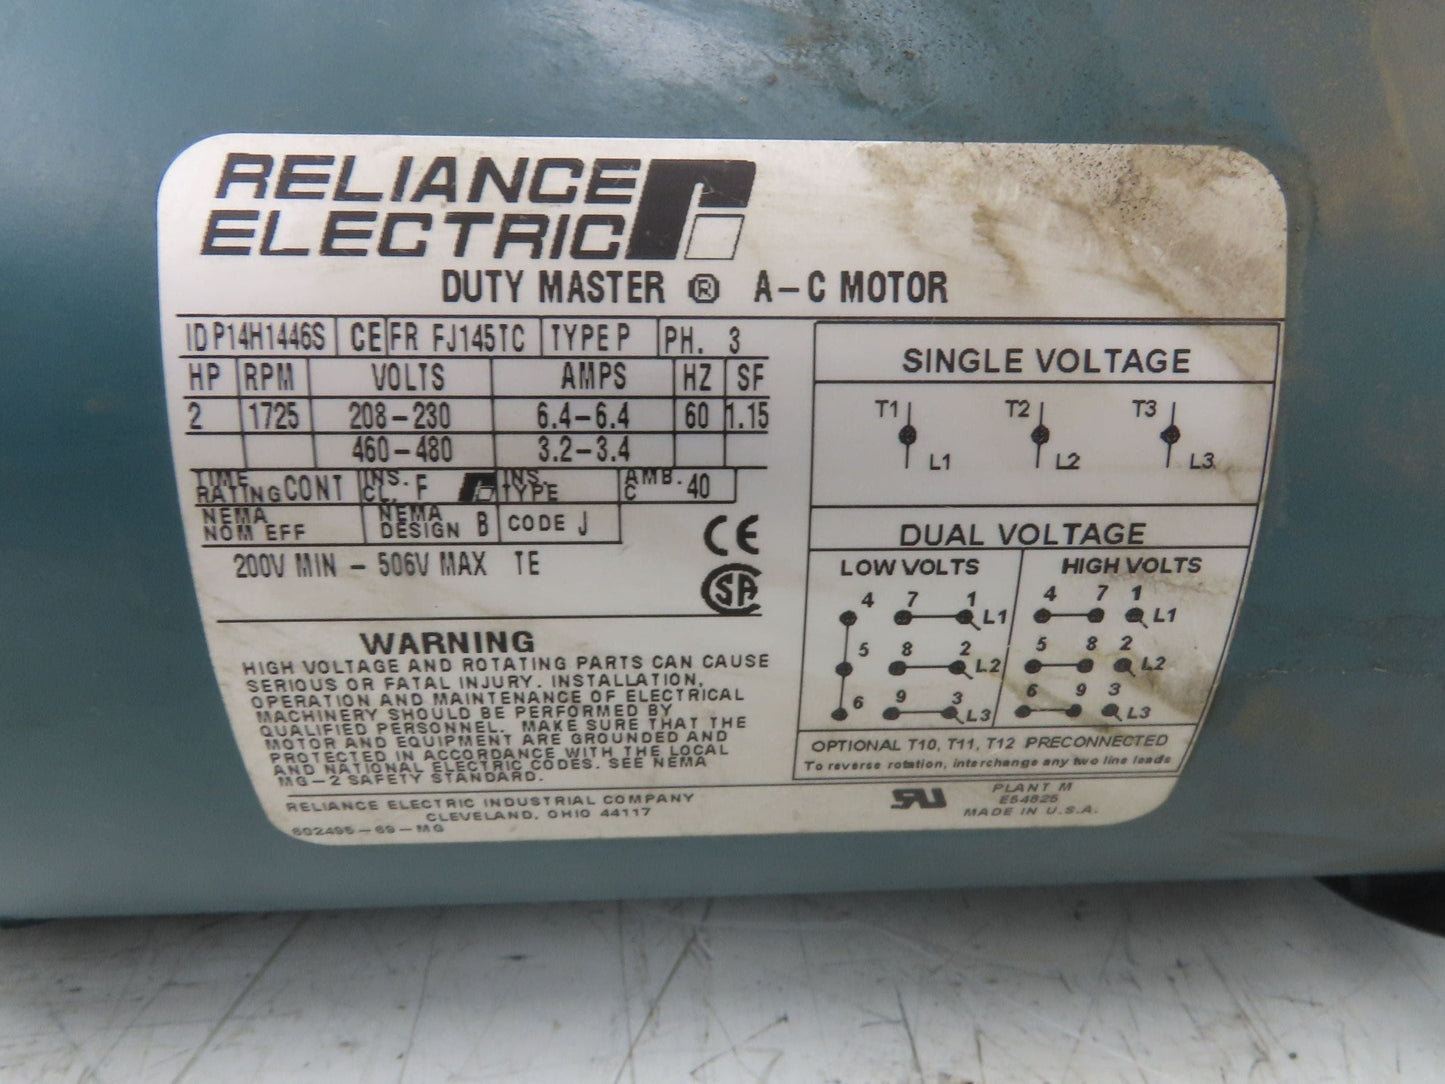 RELIANCE
ELECTRIC
DUTY MASTER ® A-C MOTOR
ID P14H1446S CE FR FJ145TC TYPE P PH. 3
HP RPM VOLTS AMPS HZ SF
2 1725 208-230 6.4-6.4 60 1.15
460-480 3.2-3.4
TIME RATING CONT INS. CL. F INS. TYPE AMB. C 40
NEMA NOM EFF NEMA DESIGN B CODE J
200V MIN - 506V MAX TE
CE
SA
WARNING
HIGH VOLTAGE AND ROTATING PARTS CAN CAUSE
SERIOUS OR FATAL INJURY. INSTALLATION,
OPERATION AND MAINTENANCE OF ELECTRICAL
MACHINERY SHOULD BE PERFORMED BY
QUALIFIED PERSONNEL. MAKE SURE THAT THE
MOTOR AND EQUIPMENT ARE GROUNDED AND
PROTECTED IN ACCORDANCE WITH THE LOCAL
AND NATIONAL ELECTRIC CODES. SEE NEMA
MG-2 SAFETY STANDARD.
RELIANCE ELECTRIC INDUSTRIAL COMPANY
CLEVELAND, OHIO 44117
602495-69-MG
SINGLE VOLTAGE
T1 T2 T3
L1 L2 L3
DUAL VOLTAGE
LOW VOLTS HIGH VOLTS
4 7 1 L1 4 7 1 L1
5 8 2 L2 5 8 2 L2
6 9 3 L3 6 9 3 L3
OPTIONAL T10, T11, T12 PRECONNECTED
To reverse rotation, interchange any two line leads
RU
PLANT M
E54825
MADE IN U.S.A.